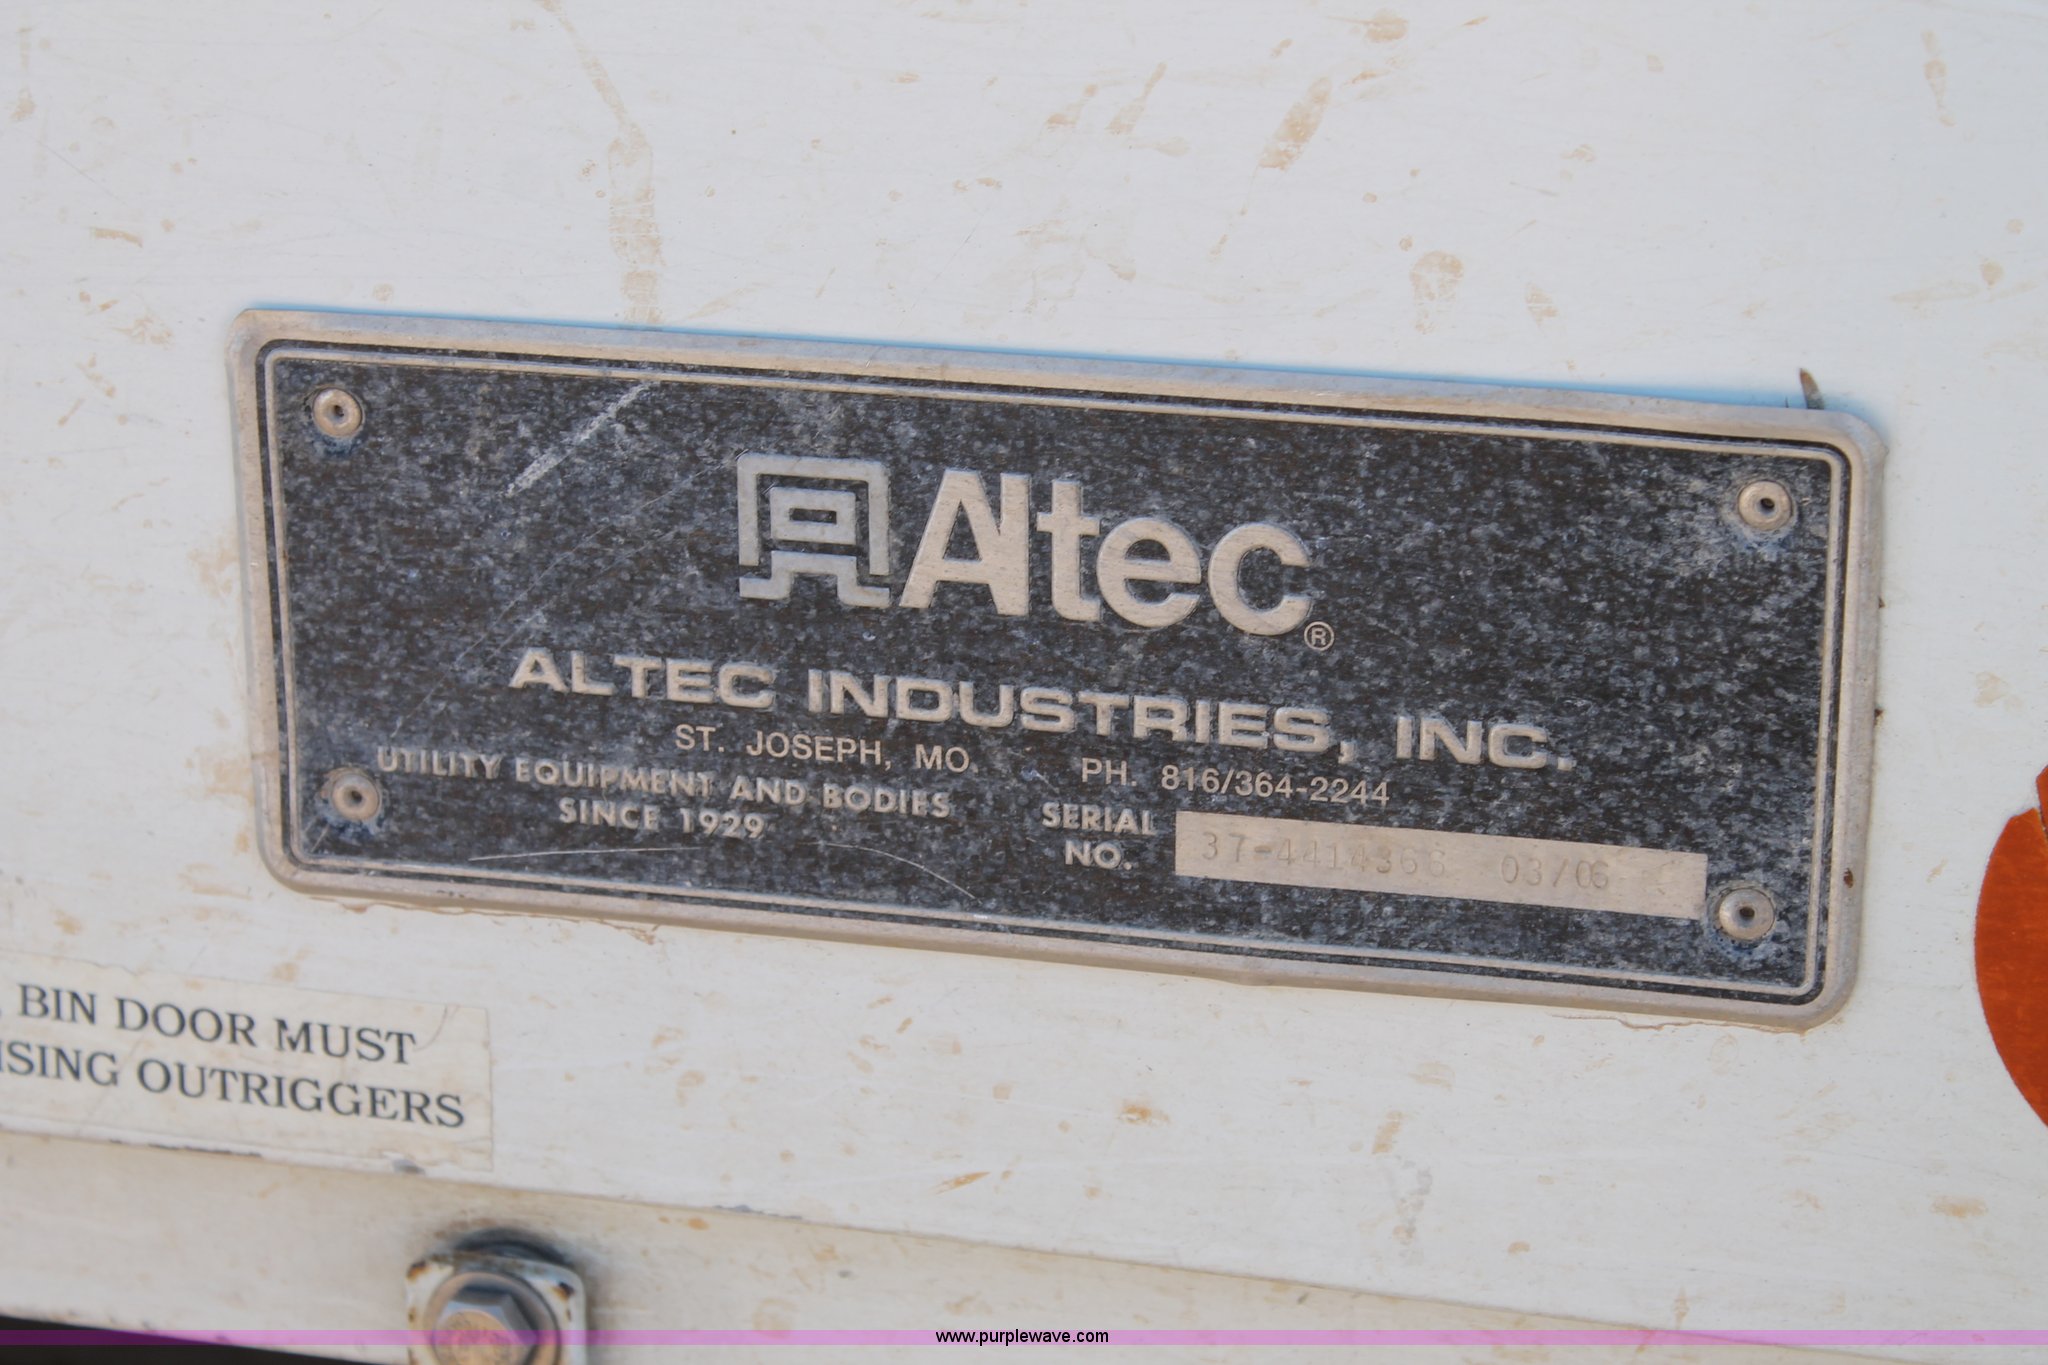 Altec®
ALTEC INDUSTRIES, INC.
ST. JOSEPH, MO. PH. 816/364-2244
UTILITY EQUIPMENT AND BODIES
SINCE 1929
SERIAL
NO. 37-4414366 03/06
BIN DOOR MUST
ISING OUTRIGGERS
www.purplewave.com